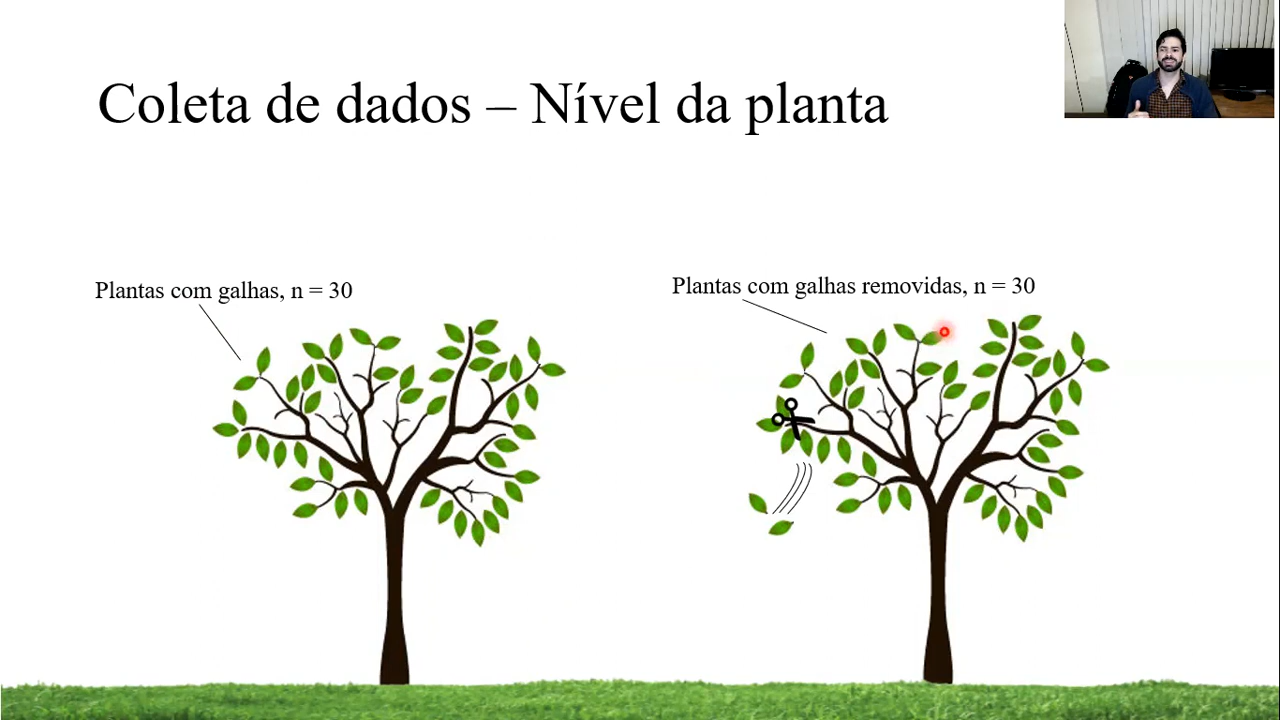 Coleta de dados – Nível da planta
Plantas com galhas, n = 30
Plantas com galhas removidas, n = 30